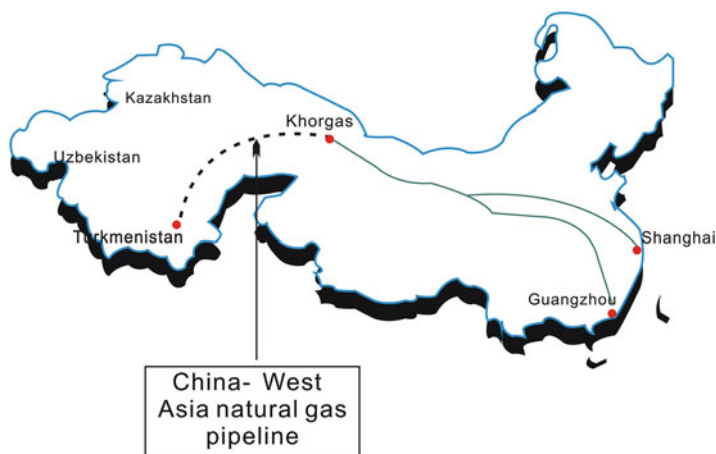 Kazakhstan
Khorgas
Uzbekistan
Turkmenistan
Shanghai
Guangzhou
China- West
Asia natural gas
pipeline